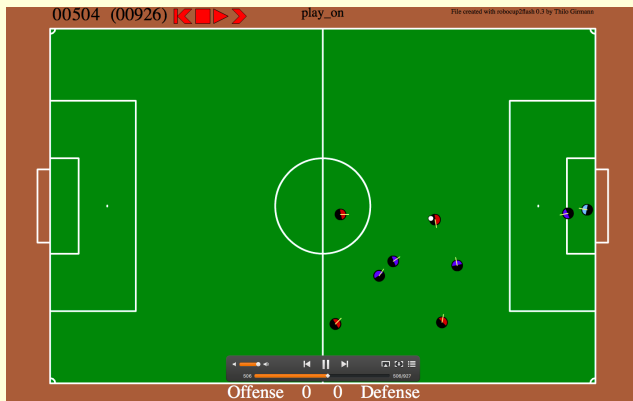 00504 (00926) play_on File created with robocup2flash 0.3 by Thilo Girmann
506 506/927
Offense 0 0 Defense